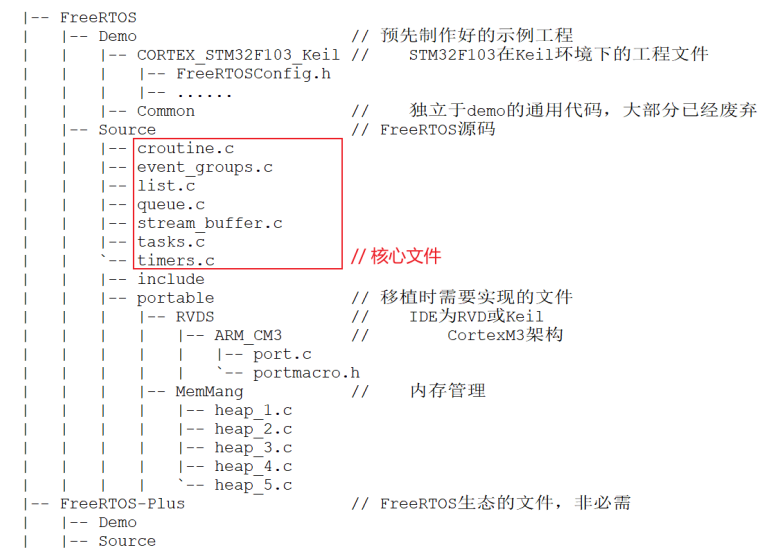 |-- FreeRTOS
|   |-- Demo                         // 预先制作好的示例工程
|   |   |-- CORTEX_STM32F103_Keil //    STM32F103在Keil环境下的工程文件
|   |   |   |-- FreeRTOSConfig.h
|   |   |   |-- ......
|   |   |-- Common                   //    独立于demo的通用代码，大部分已经废弃
|   |-- Source                       // FreeRTOS源码
|   |   |-- croutine.c
|   |   |-- event_groups.c
|   |   |-- list.c
|   |   |-- queue.c
|   |   |-- stream_buffer.c
|   |   |-- tasks.c
|   |   `-- timers.c                 // 核心文件
|   |   |-- include
|   |   |-- portable                 // 移植时需要实现的文件
|   |   |   |-- RVDS                 //    IDE为RVD或Keil
|   |   |   |   |-- ARM_CM3          //        CortexM3架构
|   |   |   |   |   |-- port.c
|   |   |   |   |   `-- portmacro.h
|   |   |   |-- MemMang              //    内存管理
|   |   |   |   |-- heap_1.c
|   |   |   |   |-- heap_2.c
|   |   |   |   |-- heap_3.c
|   |   |   |   |-- heap_4.c
|   |   |   |   `-- heap_5.c
|-- FreeRTOS-Plus                    // FreeRTOS生态的文件，非必需
|   |-- Demo
|   |-- Source